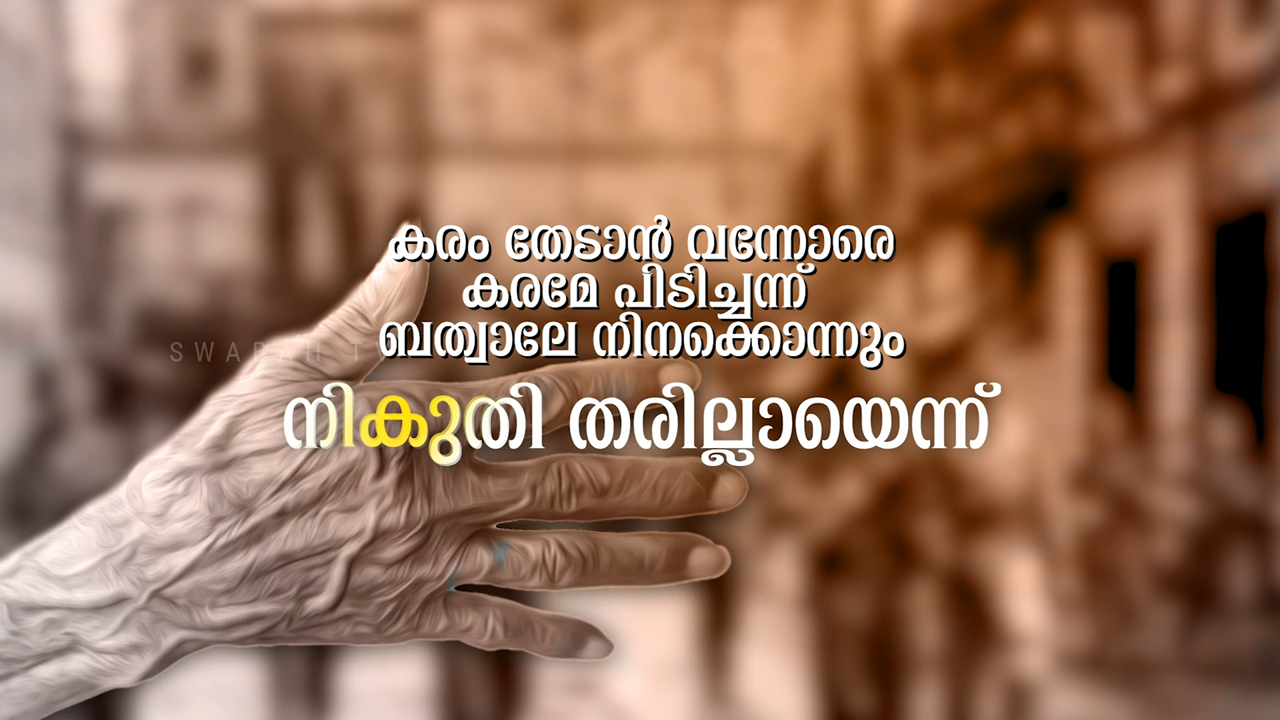 കരം തേടാൻ വന്നോരെ
കരമേ പിടിച്ചന്ന്
ബത്വാലേ നിനക്കൊന്നും
നികുതി തരില്ലായെന്ന്